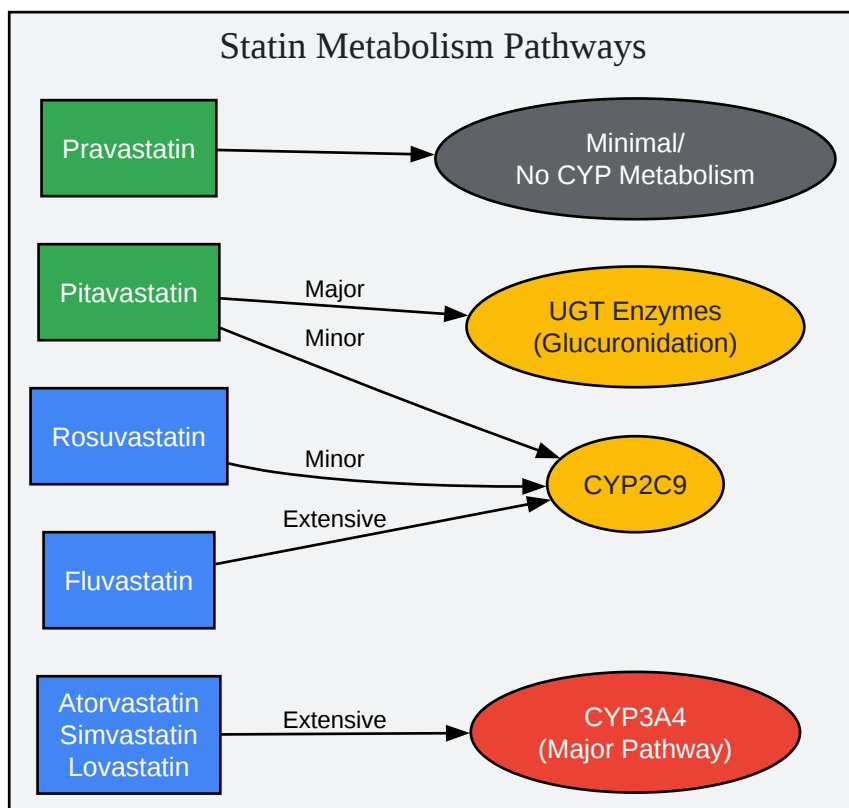 Statin Metabolism Pathways
Pravastatin
Minimal/
No CYP Metabolism
Pitavastatin
Major
Minor
UGT Enzymes
(Glucuronidation)
Rosuvastatin
Minor
CYP2C9
Fluvastatin
Extensive
Atorvastatin
Simvastatin
Lovastatin
Extensive
CYP3A4
(Major Pathway)